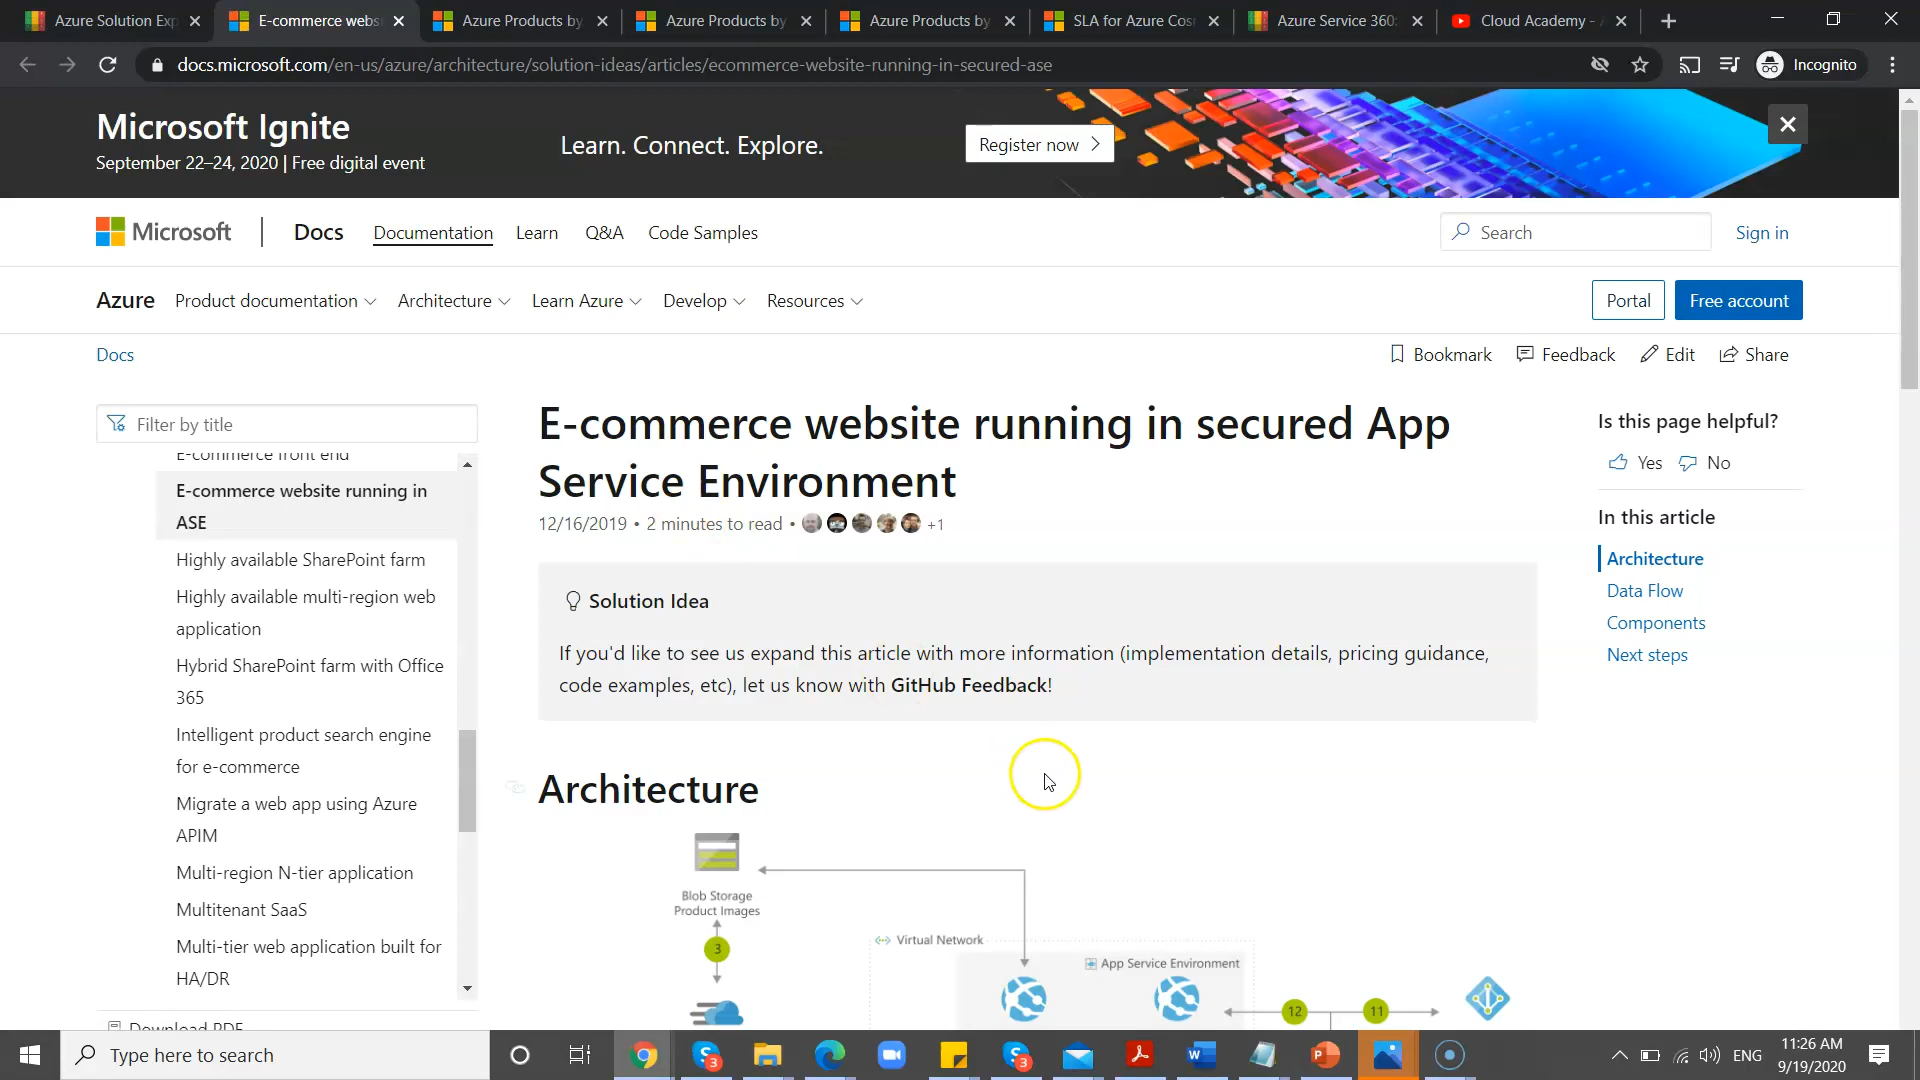 Azure Solution Exp
E-commerce webs
Azure Products by
Azure Products by
Azure Products by
SLA for Azure Cos
Azure Service 360:
Cloud Academy -
docs.microsoft.com/en-us/azure/architecture/solution-ideas/articles/ecommerce-website-running-in-secured-ase
Incognito
Microsoft Ignite
September 22–24, 2020 | Free digital event
Learn. Connect. Explore.
Register now
Microsoft
Docs
Documentation
Learn
Q&A
Code Samples
Search
Sign in
Azure
Product documentation
Architecture
Learn Azure
Develop
Resources
Portal
Free account
Docs
Bookmark
Feedback
Edit
Share
Filter by title
E-commerce front end
E-commerce website running in
ASE
Highly available SharePoint farm
Highly available multi-region web
application
Hybrid SharePoint farm with Office
365
Intelligent product search engine
for e-commerce
Migrate a web app using Azure
APIM
Multi-region N-tier application
Multitenant SaaS
Multi-tier web application built for
HA/DR
Download PDF
E-commerce website running in secured App
Service Environment
12/16/2019 • 2 minutes to read • +1
Solution Idea
If you'd like to see us expand this article with more information (implementation details, pricing guidance,
code examples, etc), let us know with GitHub Feedback!
Architecture
Blob Storage
Product Images
3
Virtual Network
App Service Environment
12
11
Is this page helpful?
Yes
No
In this article
Architecture
Data Flow
Components
Next steps
Type here to search
3
3
ENG
11:26 AM
9/19/2020